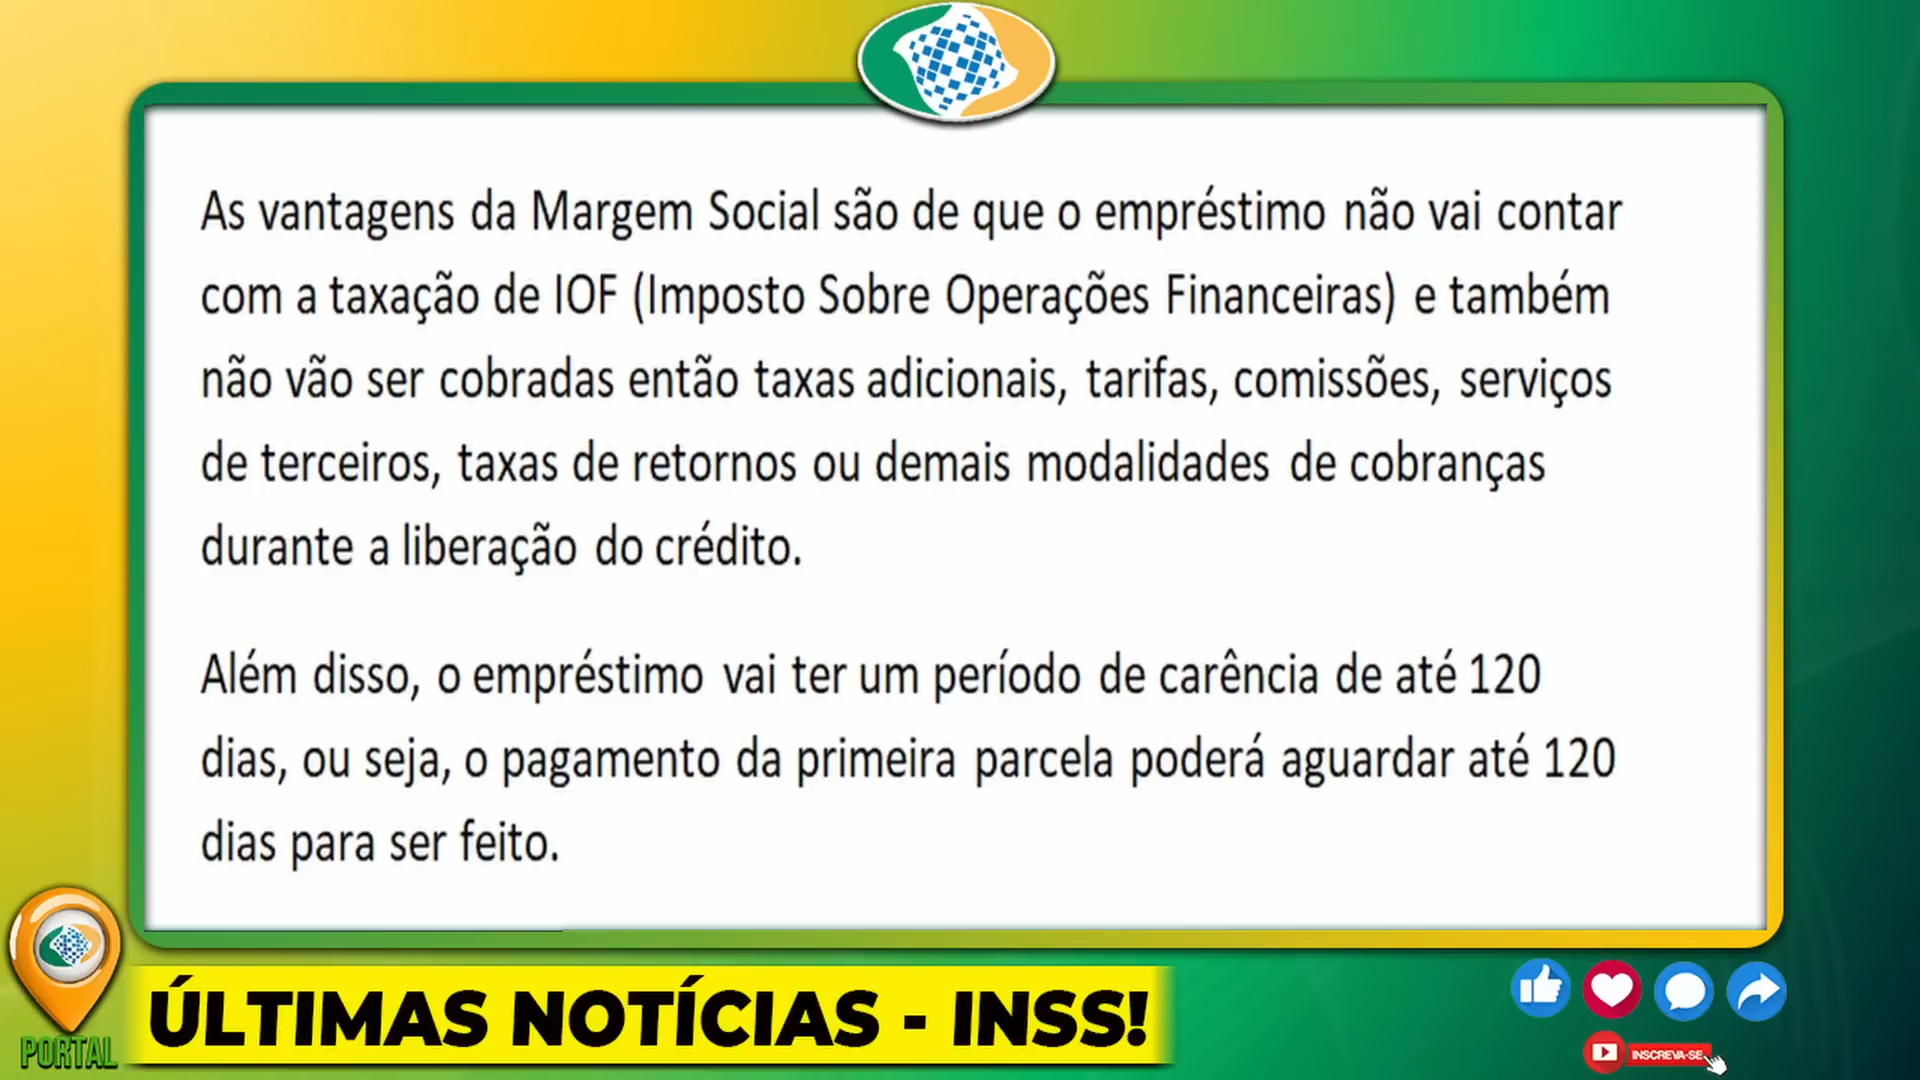 As vantagens da Margem Social são de que o empréstimo não vai contar
com a taxação de IOF (Imposto Sobre Operações Financeiras) e também
não vão ser cobradas então taxas adicionais, tarifas, comissões, serviços
de terceiros, taxas de retornos ou demais modalidades de cobranças
durante a liberação do crédito.
Além disso, o empréstimo vai ter um período de carência de até 120
dias, ou seja, o pagamento da primeira parcela poderá aguardar até 120
dias para ser feito.
ÚLTIMAS NOTÍCIAS - INSS!
PORTAL
INSCREVA-SE